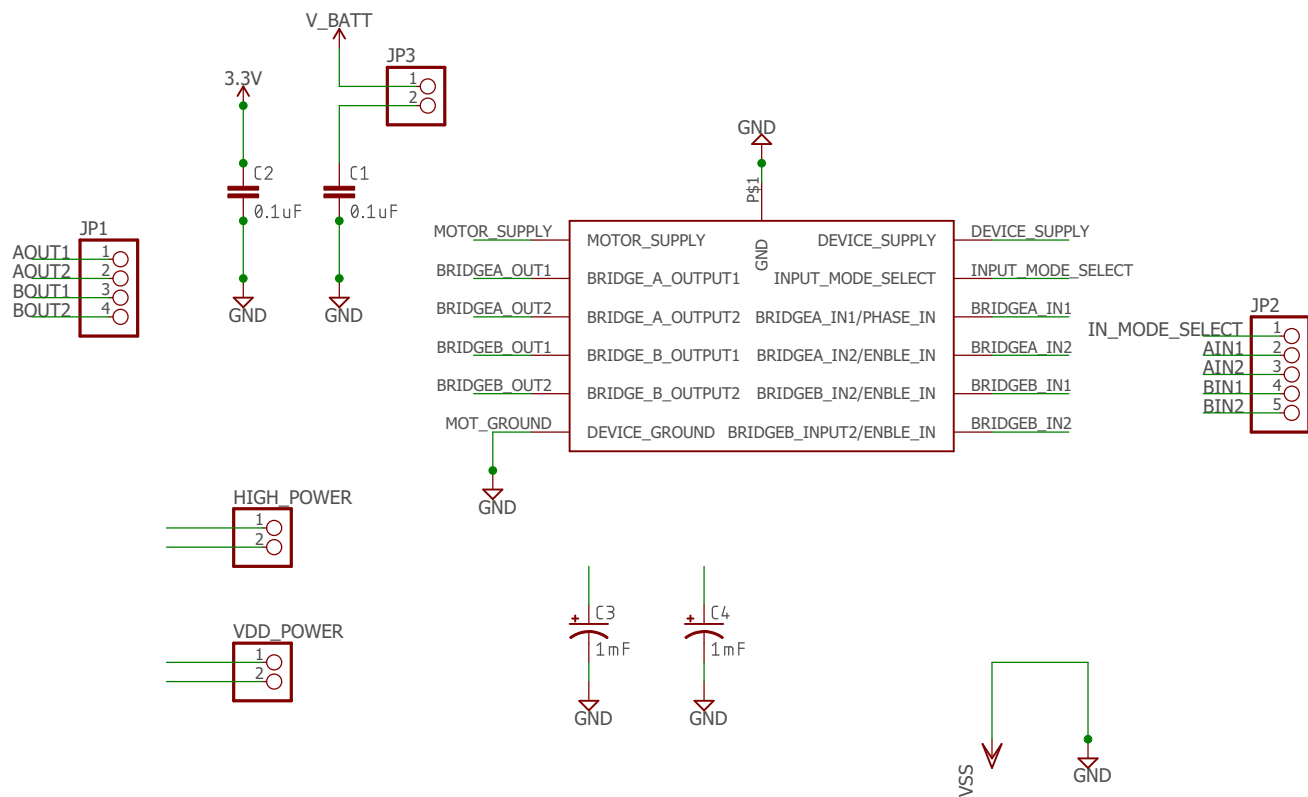 V_BATT
JP3
1
2
3.3V
C2
0.1uF
GND
C1
0.1uF
GND
JP1
AOUT1
1
AOUT2
2
BOUT1
3
BOUT2
4
GND
P$1
GND
MOTOR_SUPPLY
MOTOR_SUPPLY
DEVICE_SUPPLY
DEVICE_SUPPLY
BRIDGEA_OUT1
BRIDGE_A_OUTPUT1
INPUT_MODE_SELECT
INPUT_MODE_SELECT
BRIDGEA_OUT2
BRIDGE_A_OUTPUT2
BRIDGEA_IN1/PHASE_IN
BRIDGEA_IN1
BRIDGEB_OUT1
BRIDGE_B_OUTPUT1
BRIDGEA_IN2/ENBLE_IN
BRIDGEA_IN2
BRIDGEB_OUT2
BRIDGE_B_OUTPUT2
BRIDGEB_IN2/ENBLE_IN
BRIDGEB_IN1
MOT_GROUND
DEVICE_GROUND
BRIDGEB_INPUT2/ENBLE_IN
BRIDGEB_IN2
GND
JP2
IN_MODE_SELECT
1
AIN1
2
AIN2
3
BIN1
4
BIN2
5
HIGH_POWER
1
2
VDD_POWER
1
2
+
C3
1mF
GND
+
C4
1mF
GND
VSS
GND